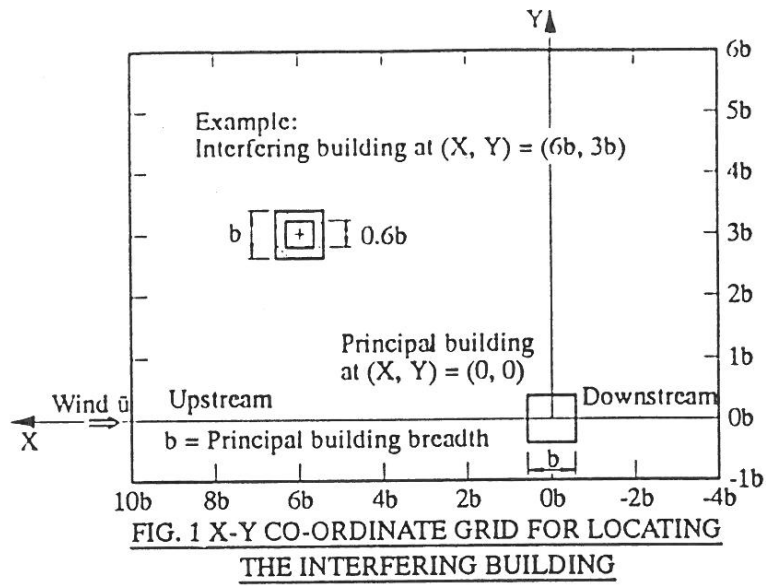 Y
6b
5b
Example:
Interfering building at (X, Y) = (6b, 3b)
4b
b
0.6b
3b
2b
Principal building
at (X, Y) = (0, 0)
1b
Wind ū
Upstream
Downstream
0b
X
b = Principal building breadth
b
-1b
10b 8b 6b 4b 2b 0b -2b -4b
FIG. 1 X-Y CO-ORDINATE GRID FOR LOCATING
THE INTERFERING BUILDING